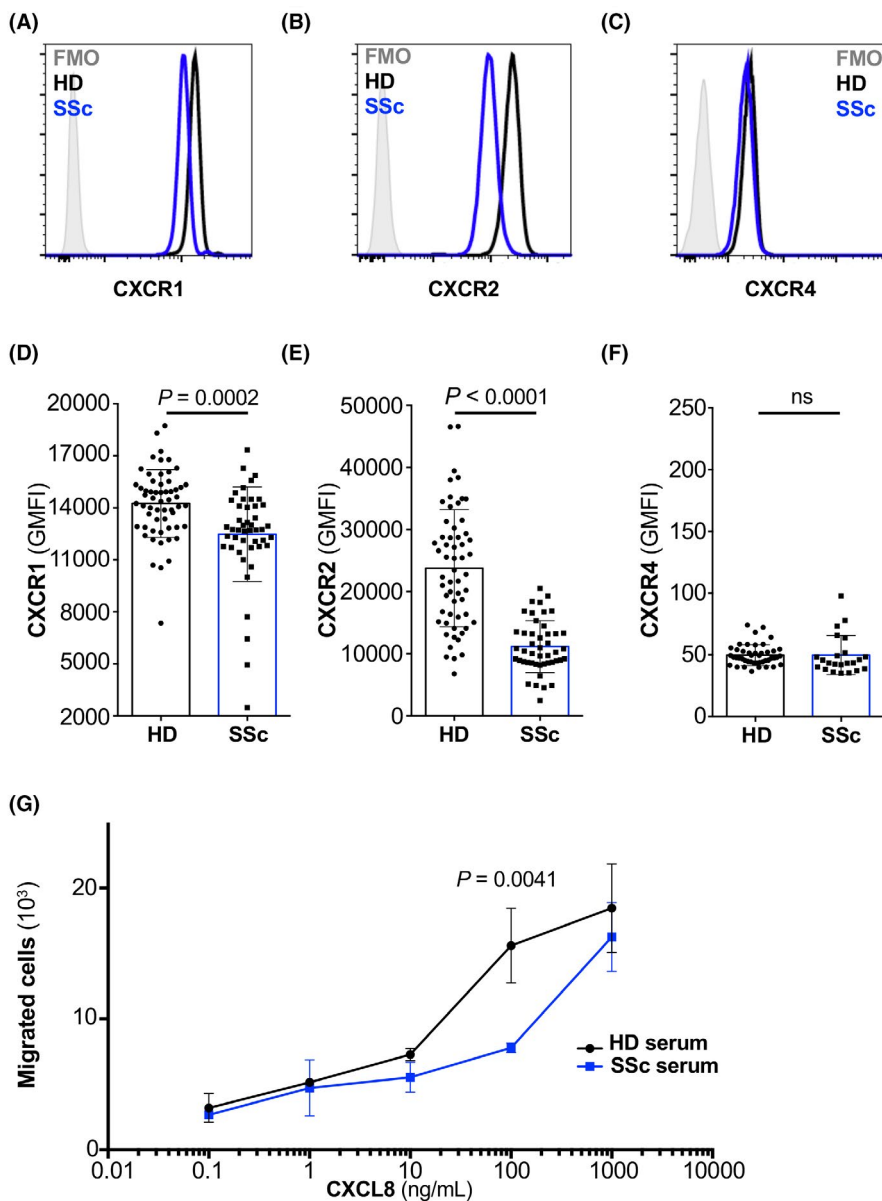 (A)
FMO
HD
SSc
CXCR1
(B)
FMO
HD
SSc
CXCR2
(C)
FMO
HD
SSc
CXCR4
(D)
P = 0.0002
20000
17000
14000
11000
8000
5000
2000
CXCR1 (GMFI)
HD SSc
(E)
P < 0.0001
50000
40000
30000
20000
10000
0
CXCR2 (GMFI)
HD SSc
(F)
ns
250
200
150
100
50
0
CXCR4 (GMFI)
HD SSc
(G)
P = 0.0041
20
10
0
Migrated cells (10³)
HD serum
SSc serum
0.01 0.1 1 10 100 1000 10000
CXCL8 (ng/mL)